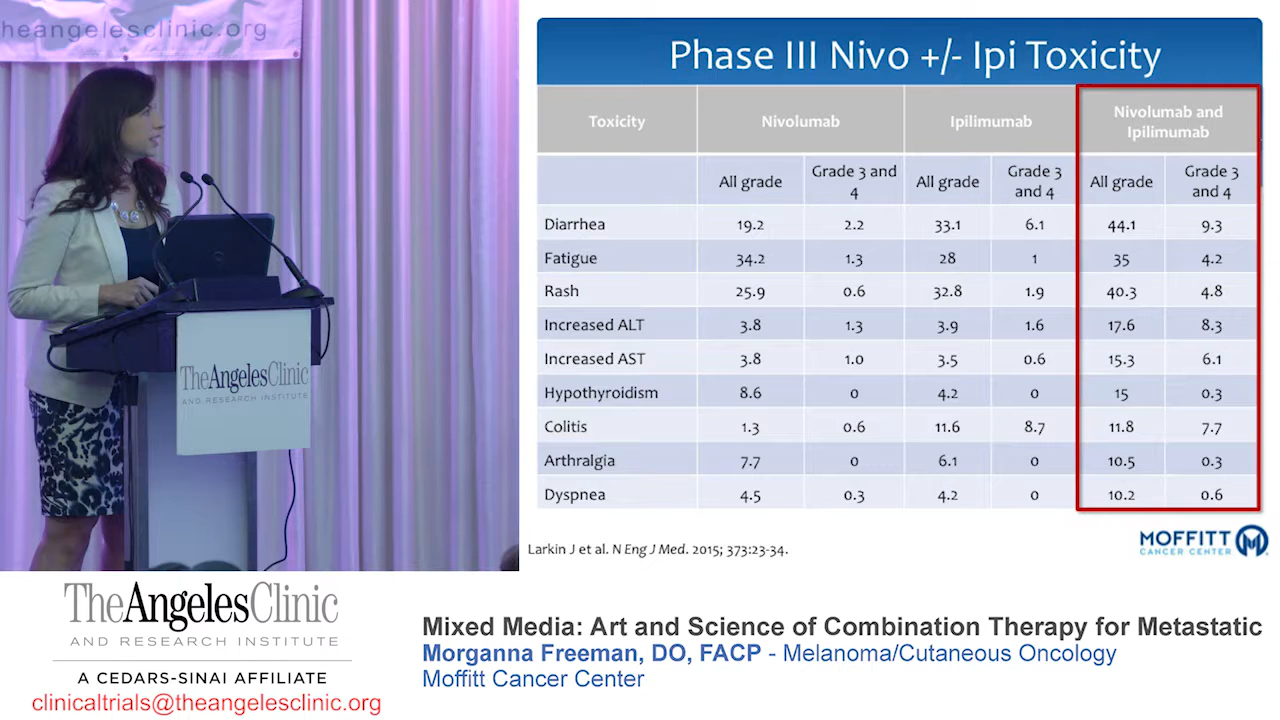 theangelesclinic.org
Phase III Nivo +/- Ipi Toxicity
Toxicity Nivolumab Ipilimumab Nivolumab and Ipilimumab
All grade Grade 3 and 4 All grade Grade 3 and 4 All grade Grade 3 and 4
Diarrhea 19.2 2.2 33.1 6.1 44.1 9.3
Fatigue 34.2 1.3 28 1 35 4.2
Rash 25.9 0.6 32.8 1.9 40.3 4.8
Increased ALT 3.8 1.3 3.9 1.6 17.6 8.3
Increased AST 3.8 1.0 3.5 0.6 15.3 6.1
Hypothyroidism 8.6 0 4.2 0 15 0.3
Colitis 1.3 0.6 11.6 8.7 11.8 7.7
Arthralgia 7.7 0 6.1 0 10.5 0.3
Dyspnea 4.5 0.3 4.2 0 10.2 0.6
Larkin J et al. N Eng J Med. 2015; 373:23-34.
MOFFITT
CANCER CENTER
TheAngelesClinic
AND RESEARCH INSTITUTE
TheAngelesClinic
AND RESEARCH INSTITUTE
A CEDARS-SINAI AFFILIATE
clinicaltrials@theangelesclinic.org
Mixed Media: Art and Science of Combination Therapy for Metastatic
Morganna Freeman, DO, FACP - Melanoma/Cutaneous Oncology
Moffitt Cancer Center